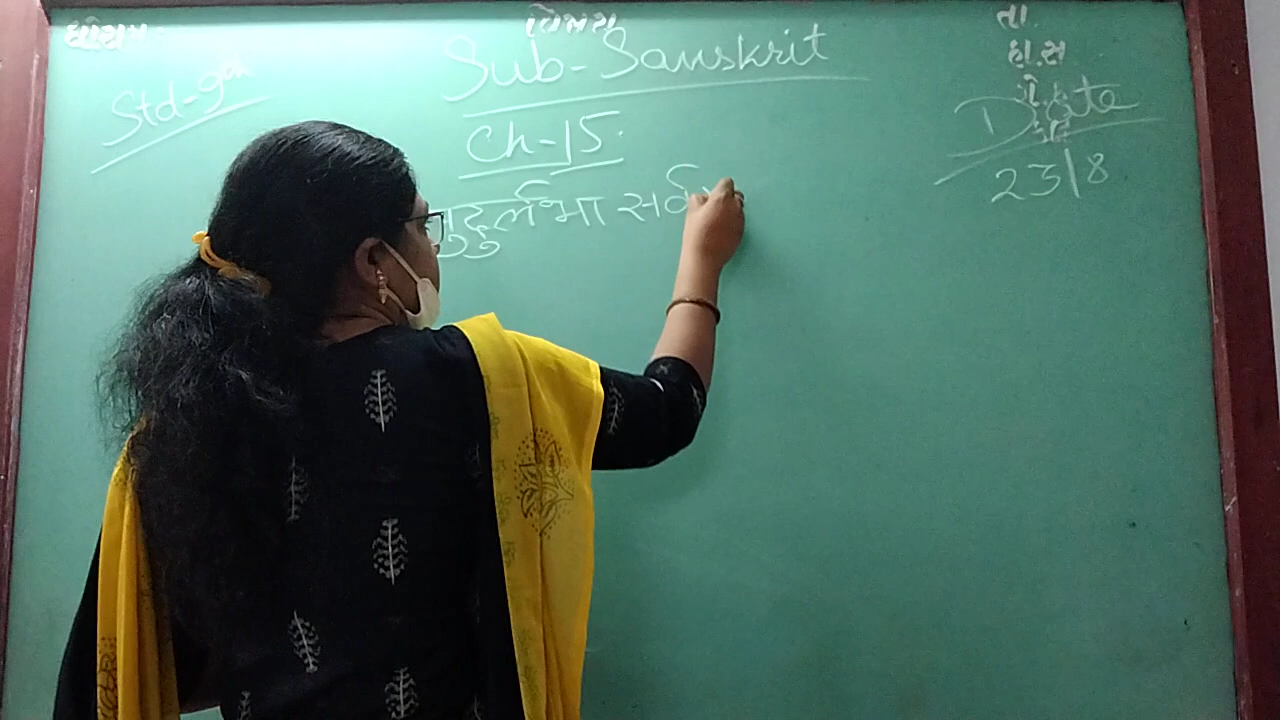 ધોરણ વિષય તા.
હા.સ
Std-9th Sub-Sanskrit
Date
Ch-15.
23/8
सुदुर्लभा सर्व